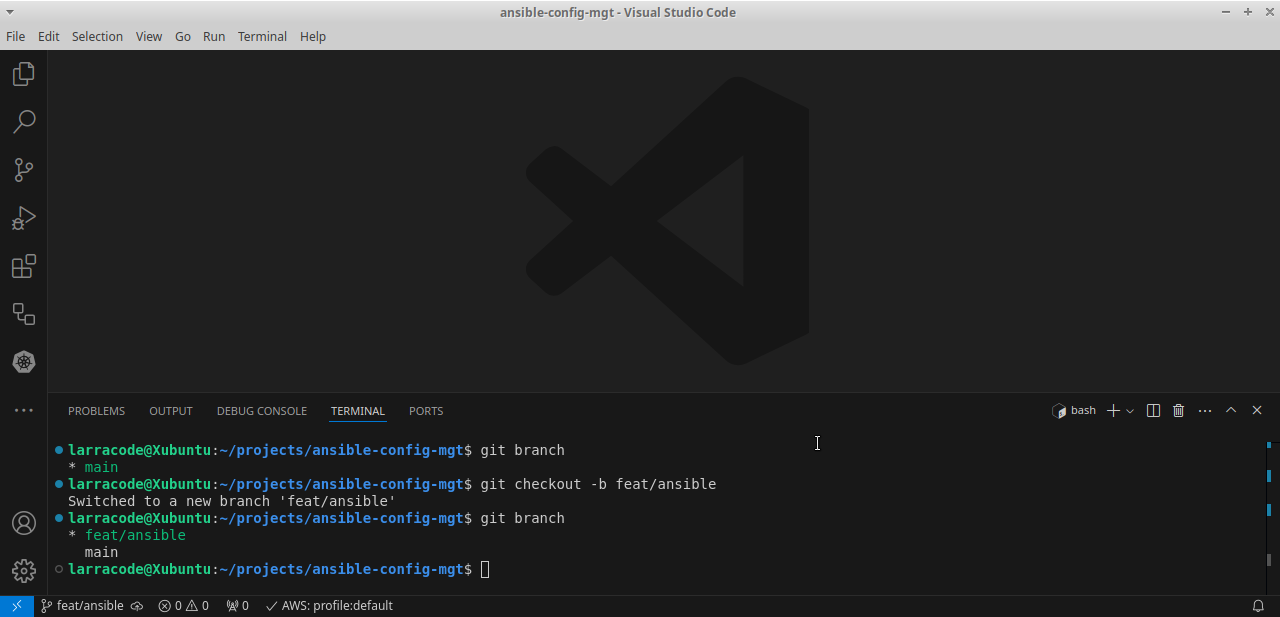 ansible-config-mgt - Visual Studio Code
File Edit Selection View Go Run Terminal Help
PROBLEMS OUTPUT DEBUG CONSOLE TERMINAL PORTS bash
larracode@Xubuntu:~/projects/ansible-config-mgt$ git branch
* main
larracode@Xubuntu:~/projects/ansible-config-mgt$ git checkout -b feat/ansible
Switched to a new branch 'feat/ansible'
larracode@Xubuntu:~/projects/ansible-config-mgt$ git branch
* feat/ansible
main
larracode@Xubuntu:~/projects/ansible-config-mgt$
feat/ansible 0 0 0 AWS: profile:default